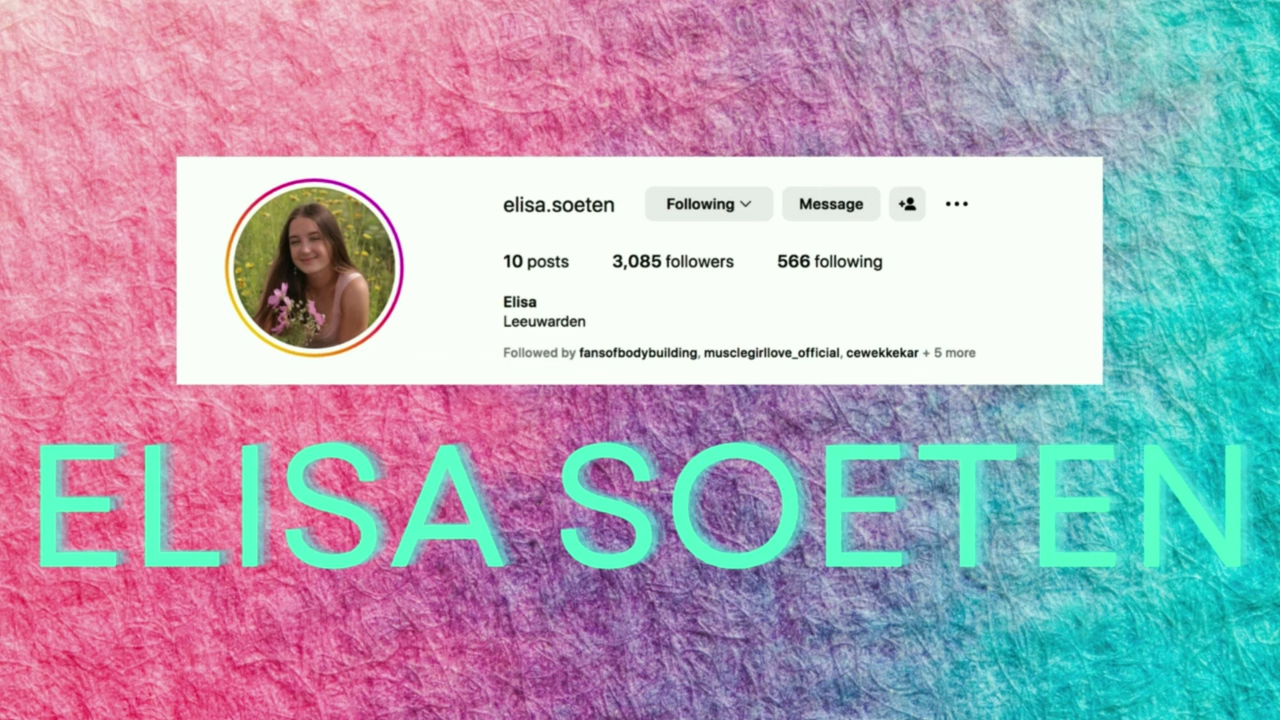 elisa.soeten Following Message
10 posts 3,085 followers 566 following
Elisa
Leeuwarden
Followed by fansofbodybuilding, musclegirllove_official, cewekkekar + 5 more
ELISA SOETEN